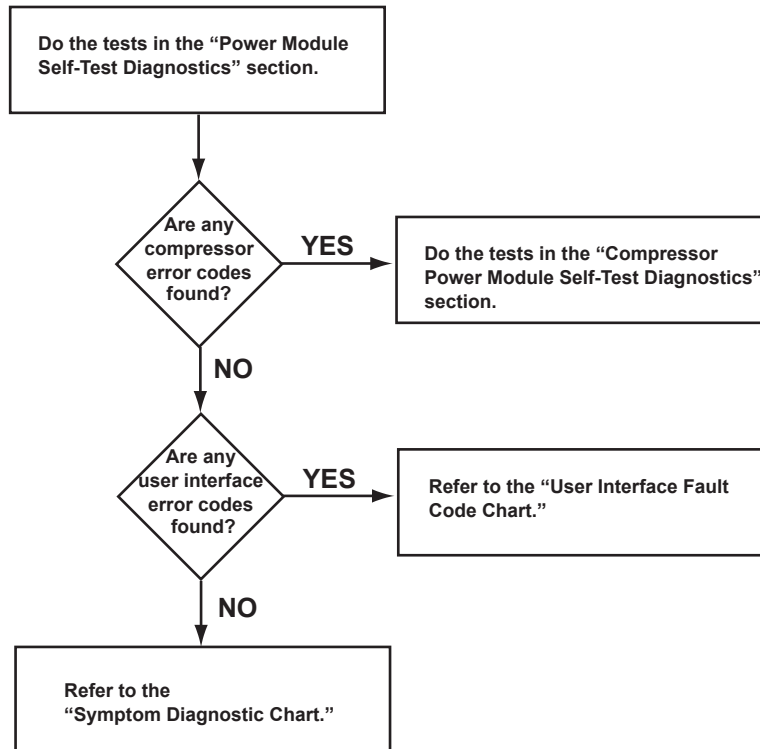 Do the tests in the “Power Module
Self-Test Diagnostics” section.
Are any
compressor
error codes
found?
YES
Do the tests in the “Compressor
Power Module Self-Test Diagnostics”
section.
NO
Are any
user interface
error codes
found?
YES
Refer to the “User Interface Fault
Code Chart.”
NO
Refer to the
“Symptom Diagnostic Chart.”